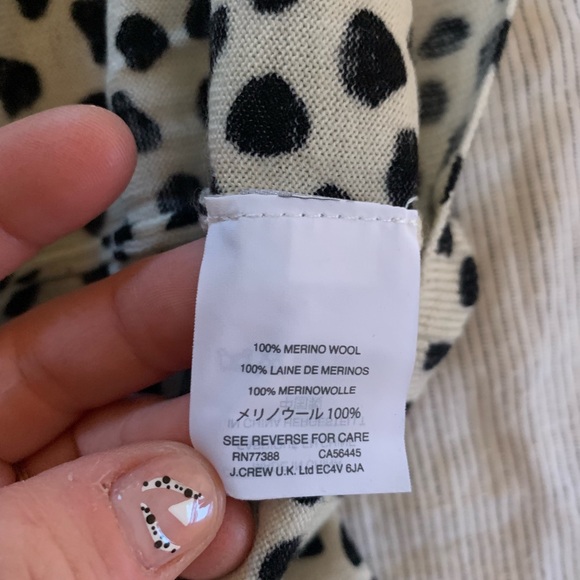 100% MERINO WOOL
100% LAINE DE MERINOS
100% MERINOWOLLE
メリノウール 100%
SEE REVERSE FOR CARE
RN77388 CA56445
J.CREW U.K. Ltd EC4V 6JA